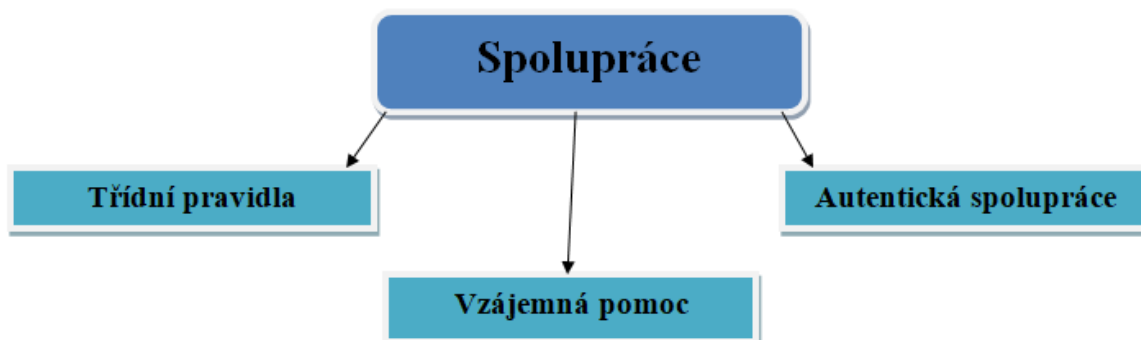 Spolupráce
Třídní pravidla
Autentická spolupráce
Vzájemná pomoc